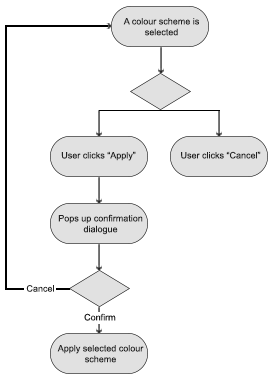 A colour scheme is
selected
User clicks “Apply”
User clicks “Cancel”
Pops up confirmation
dialogue
Cancel
Confirm
Apply selected colour
scheme